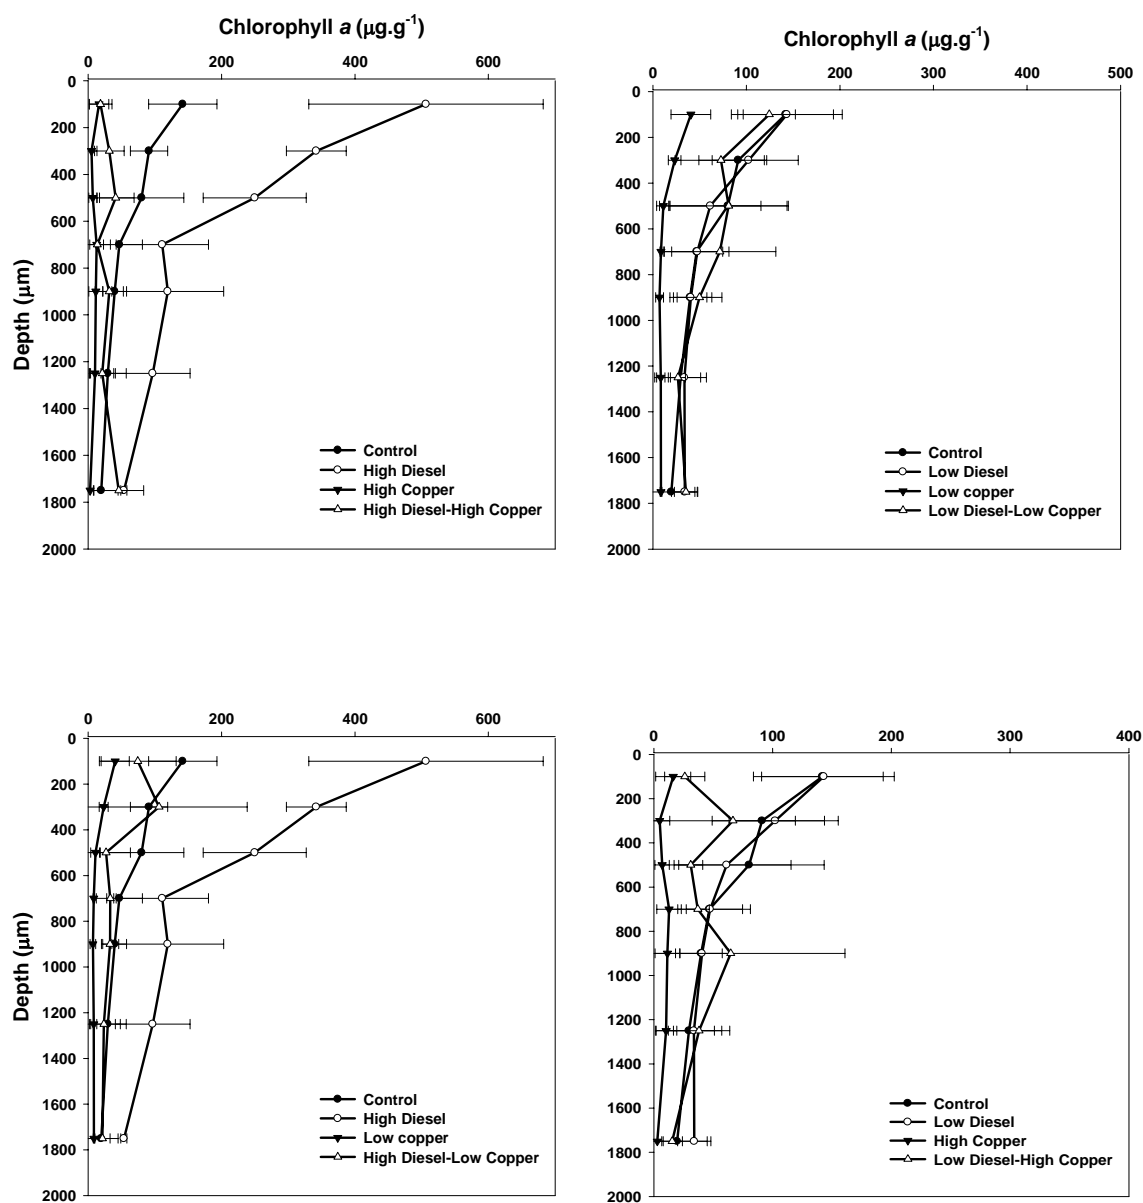 Chlorophyll a (µg.g-1)
0 200 400 600
0
200
400
600
800
1000
1200
1400
1600
1800
2000
Depth (µm)
Control
High Diesel
High Copper
High Diesel-High Copper
Chlorophyll a (µg.g-1)
0 100 200 300 400 500
0
200
400
600
800
1000
1200
1400
1600
1800
2000
Control
Low Diesel
Low copper
Low Diesel-Low Copper
0 200 400 600
0
200
400
600
800
1000
1200
1400
1600
1800
2000
Depth (µm)
Control
High Diesel
Low copper
High Diesel-Low Copper
0 100 200 300 400
0
200
400
600
800
1000
1200
1400
1600
1800
2000
Control
Low Diesel
High Copper
Low Diesel-High Copper